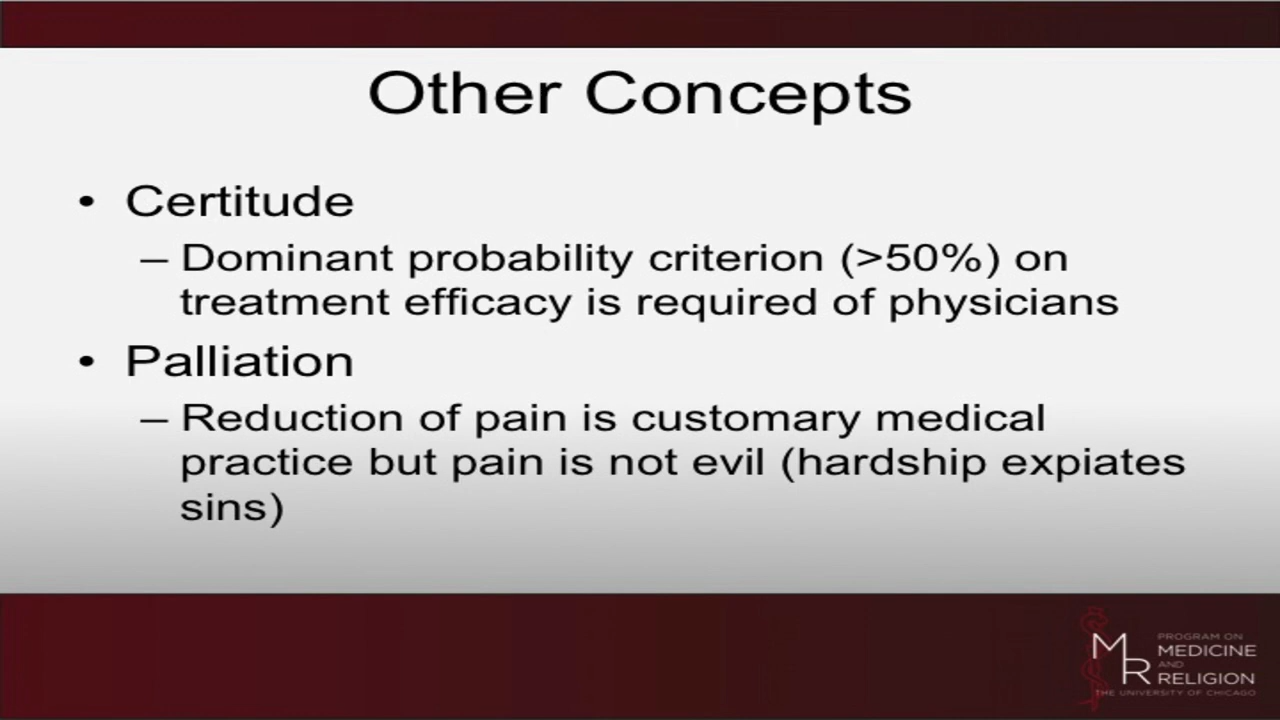 Other Concepts
• Certitude
– Dominant probability criterion (>50%) on
treatment efficacy is required of physicians
• Palliation
– Reduction of pain is customary medical
practice but pain is not evil (hardship expiates
sins)
MR
PROGRAM ON
MEDICINE
AND
RELIGION
THE UNIVERSITY OF CHICAGO